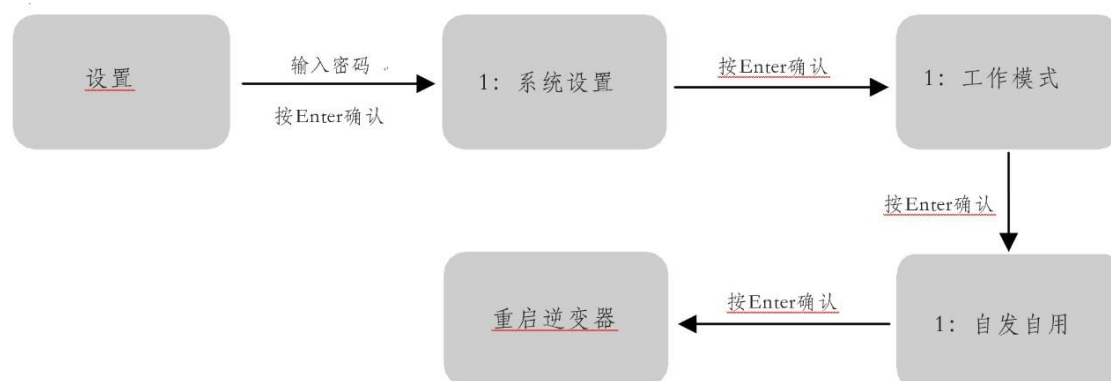 设置
输入密码
按Enter确认
1: 系统设置
按Enter确认
1: 工作模式
按Enter确认
1: 自发自用
按Enter确认
重启逆变器